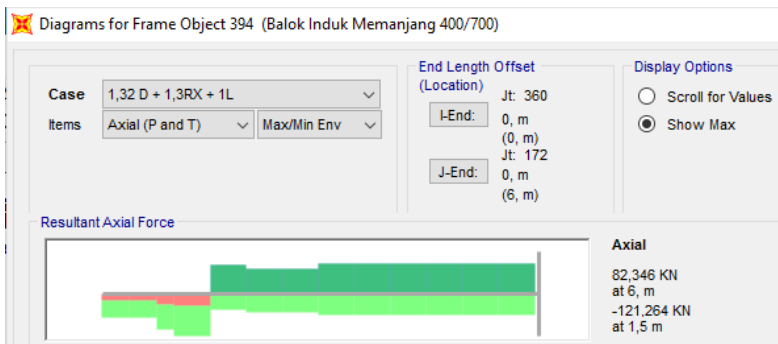 Diagrams for Frame Object 394 (Balok Induk Memanjang 400/700)
Case
1,32 D + 1,3RX + 1L
Items
Axial (P and T)
Max/Min Env
End Length Offset
(Location)
I-End:
Jt: 360
0, m
(0, m)
J-End:
Jt: 172
0, m
(6, m)
Display Options
Scroll for Values
Show Max
Resultant Axial Force
Axial
82,346 KN
at 6, m
-121,264 KN
at 1,5 m